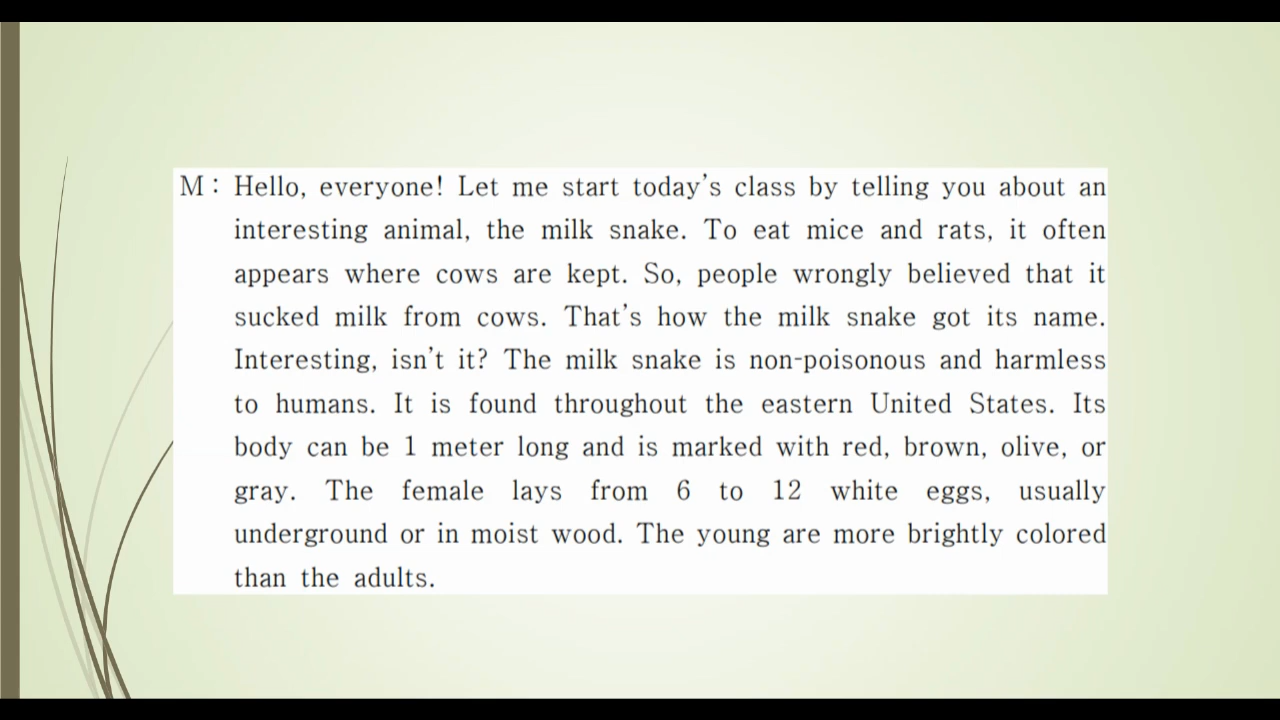 M : Hello, everyone! Let me start today's class by telling you about an
interesting animal, the milk snake. To eat mice and rats, it often
appears where cows are kept. So, people wrongly believed that it
sucked milk from cows. That's how the milk snake got its name.
Interesting, isn't it? The milk snake is non-poisonous and harmless
to humans. It is found throughout the eastern United States. Its
body can be 1 meter long and is marked with red, brown, olive, or
gray. The female lays from 6 to 12 white eggs, usually
underground or in moist wood. The young are more brightly colored
than the adults.